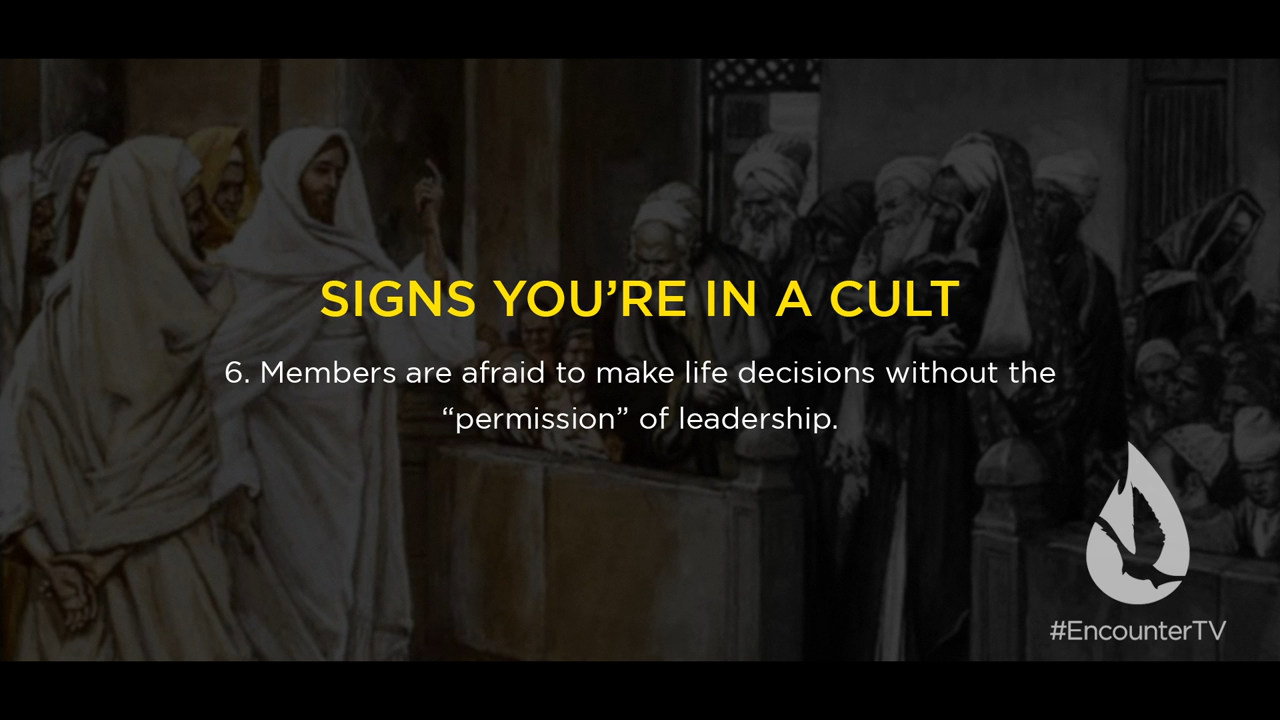 SIGNS YOU’RE IN A CULT
6. Members are afraid to make life decisions without the
“permission” of leadership.
#EncounterTV